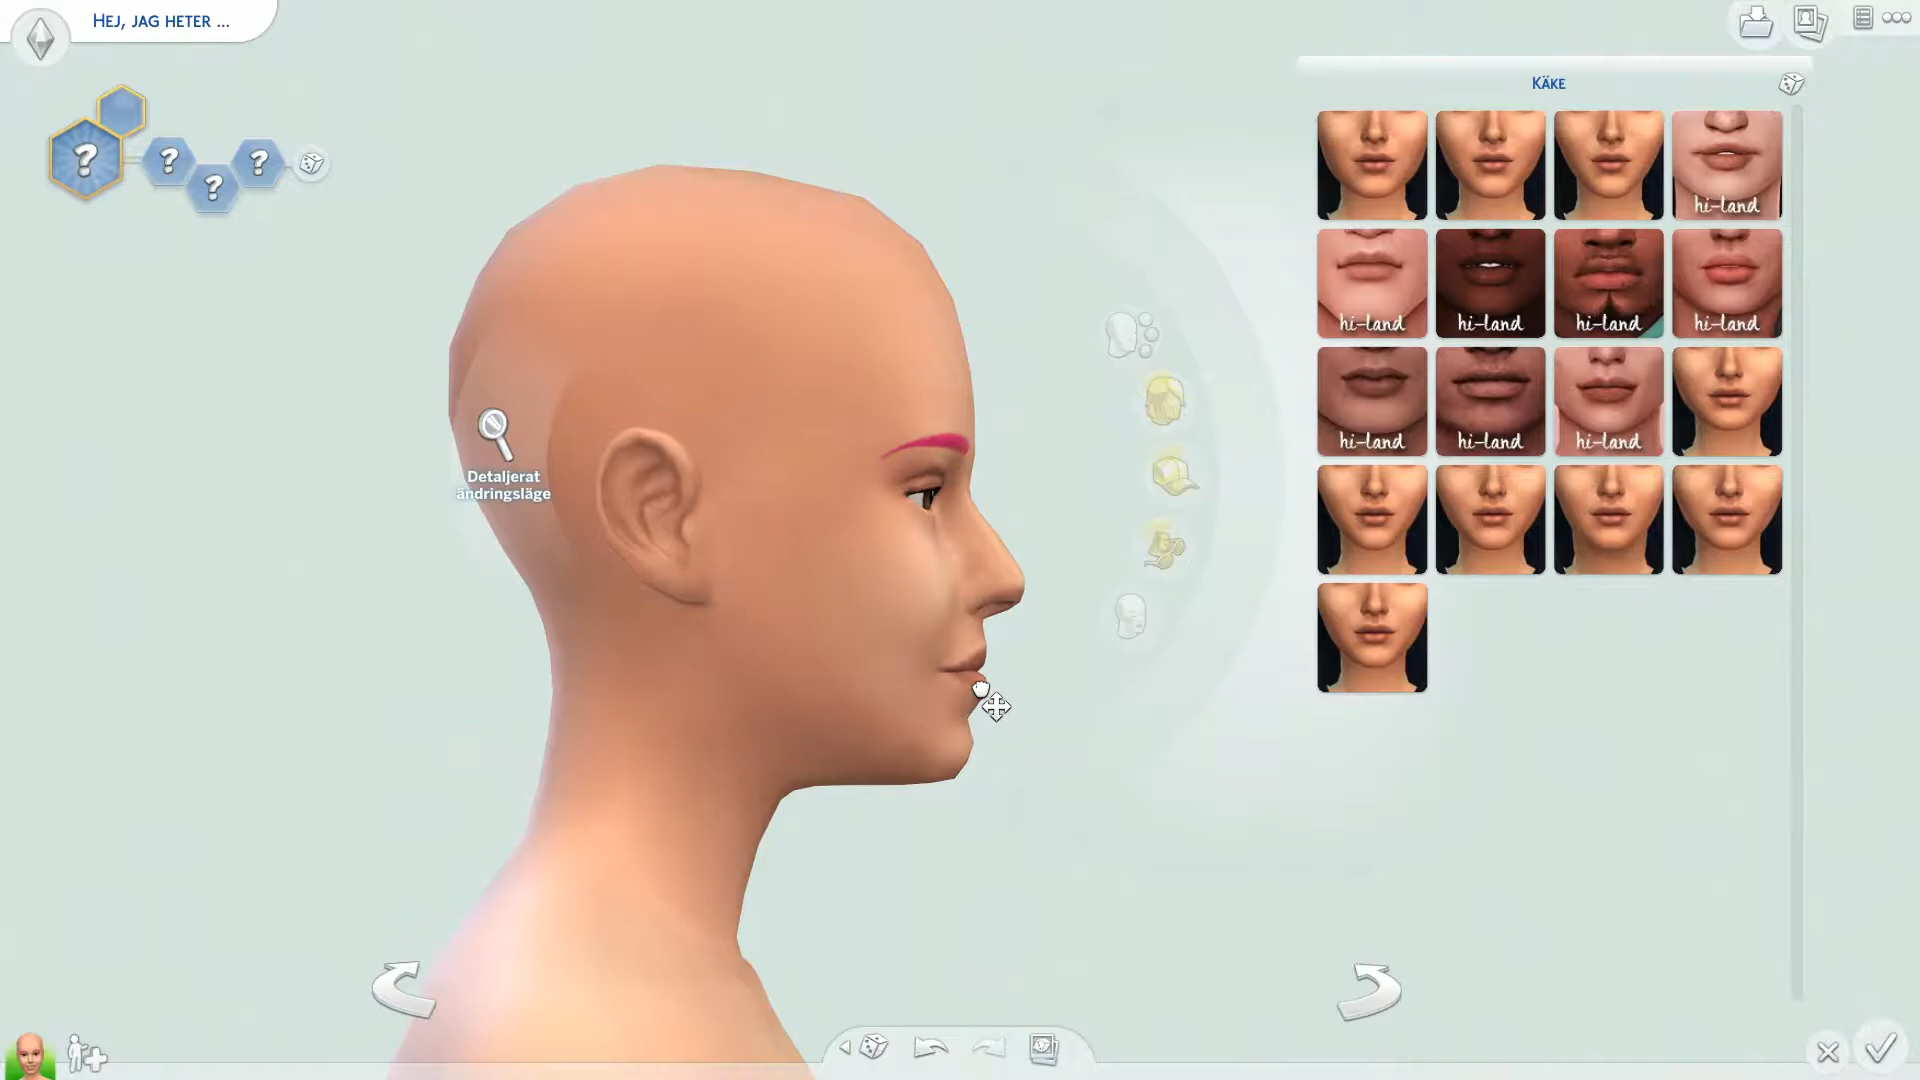 Hej, jag heter ...
Käke
hi-land
hi-land
hi-land
hi-land
hi-land
hi-land
hi-land
hi-land
Detaljerat
ändringsläge
?
?
?
?